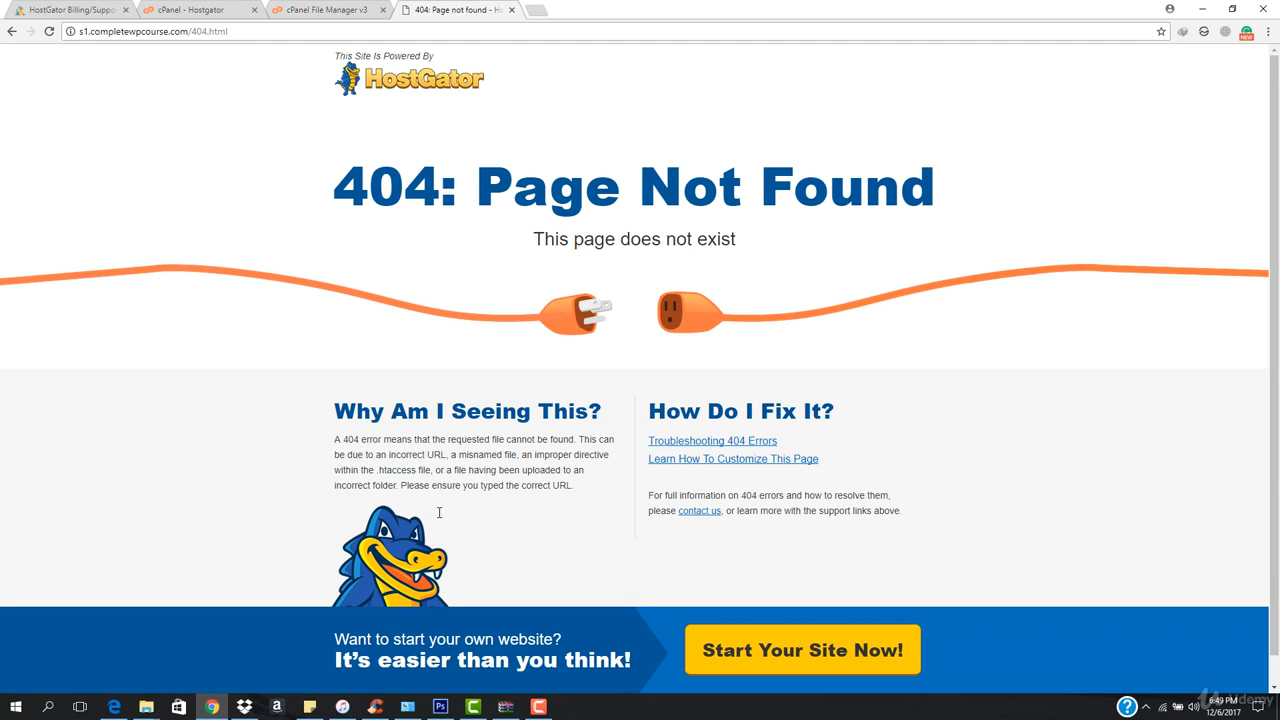 HostGator Billing/Suppo
cPanel - Hostgator
cPanel File Manager v3
404: Page not found - Ho
s1.completewpcourse.com/404.html
NEW
This Site Is Powered By
HostGator
404: Page Not Found
This page does not exist
Why Am I Seeing This?
A 404 error means that the requested file cannot be found. This can
be due to an incorrect URL, a misnamed file, an improper directive
within the .htaccess file, or a file having been uploaded to an
incorrect folder. Please ensure you typed the correct URL.
How Do I Fix It?
Troubleshooting 404 Errors
Learn How To Customize This Page
For full information on 404 errors and how to resolve them,
please contact us, or learn more with the support links above.
Want to start your own website?
It's easier than you think!
Start Your Site Now!
Ps
Udemy
6:49 PM
12/6/2017